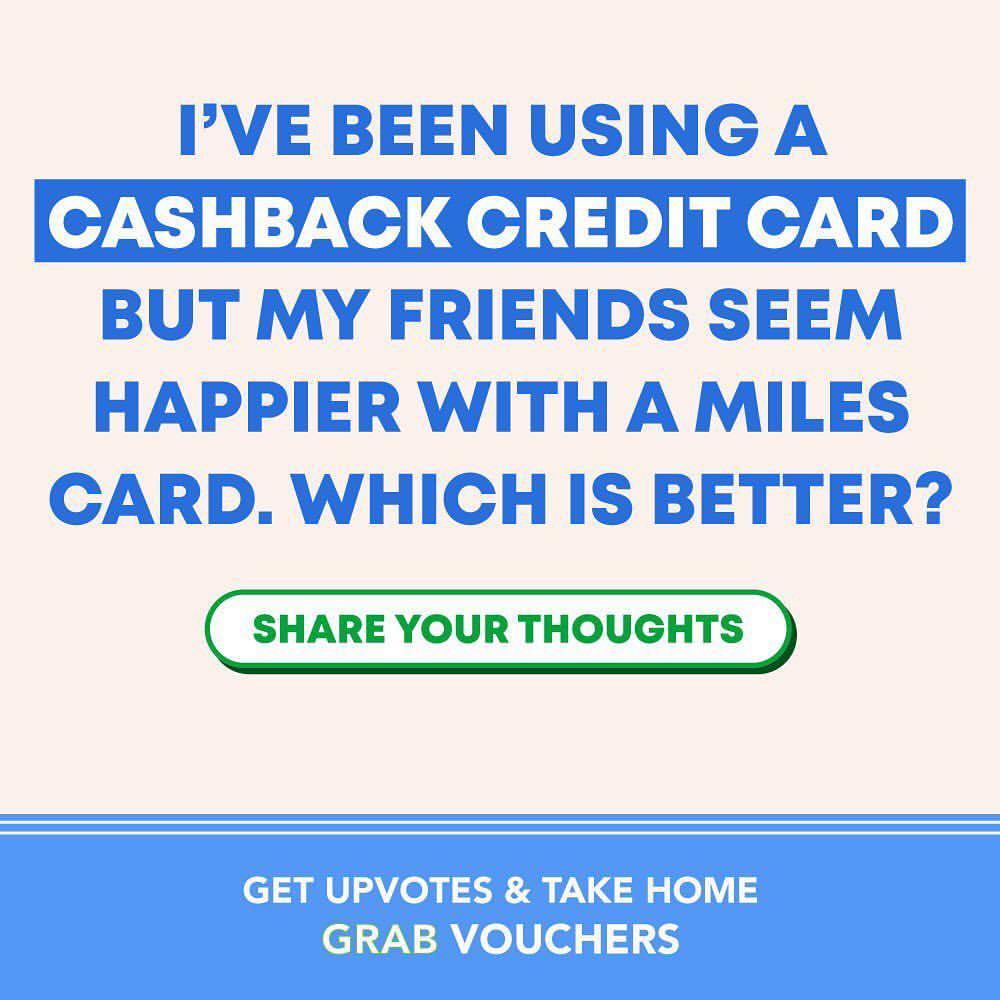 I'VE BEEN USING A
CASHBACK CREDIT CARD
BUT MY FRIENDS SEEM
HAPPIER WITH A MILES
CARD. WHICH IS BETTER?
SHARE YOUR THOUGHTS
GET UPVOTES & TAKE HOME
GRAB VOUCHERS